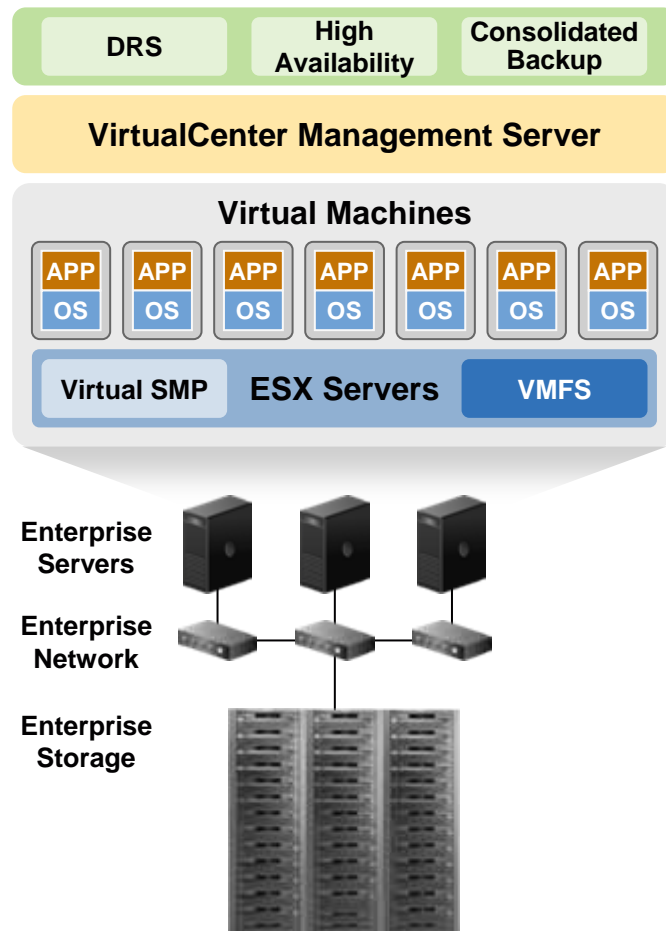 DRS
High
Availability
Consolidated
Backup
VirtualCenter Management Server
Virtual Machines
APP APP APP APP APP APP APP
OS OS OS OS OS OS OS
Virtual SMP ESX Servers VMFS
Enterprise
Servers
Enterprise
Network
Enterprise
Storage